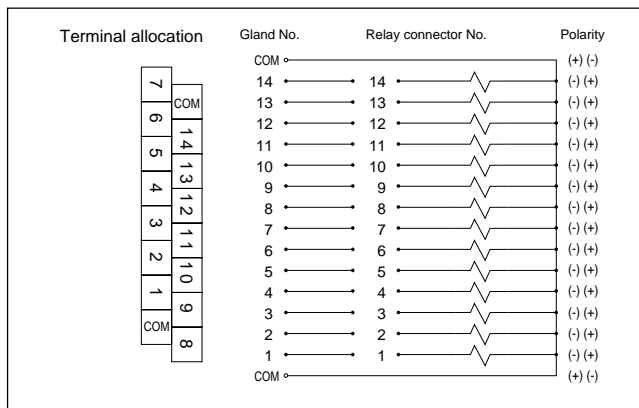 Terminal allocation
7
6
5
4
3
2
1
COM
COM
14
13
12
11
10
9
8
Gland No. Relay connector No. Polarity
COM (+) (-)
14 14 (-) (+)
13 13 (-) (+)
12 12 (-) (+)
11 11 (-) (+)
10 10 (-) (+)
9 9 (-) (+)
8 8 (-) (+)
7 7 (-) (+)
6 6 (-) (+)
5 5 (-) (+)
4 4 (-) (+)
3 3 (-) (+)
2 2 (-) (+)
1 1 (-) (+)
COM (+) (-)